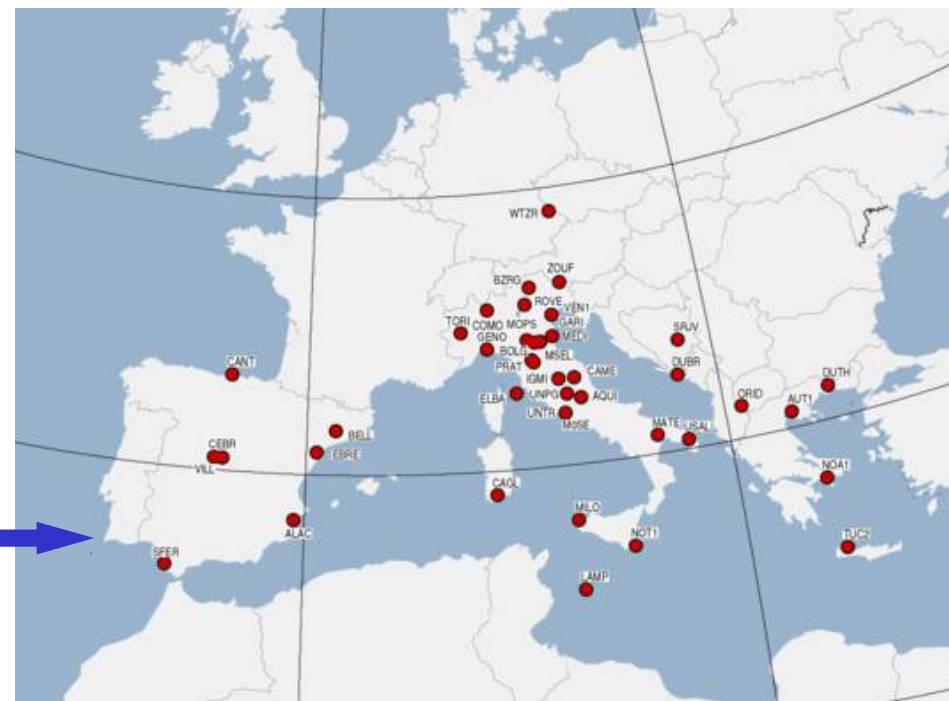 WTZR
ZOUF
BZRG
ROVE
VEN1
COMO
MOPS
GARI
TORI
GENO
MEDI
SRJV
BOLG
MSEL
PRAT
CANT
IGMI
CAME
DUBR
DUTH
ELBA
UNPG
AQUI
ORID
AUT1
UNTR
M0SE
MATE
USAL
BELL
CEBR
EBRE
VILL
NOA1
CAGL
MILO
ALAC
NOT1
TUC2
SFER
LAMP